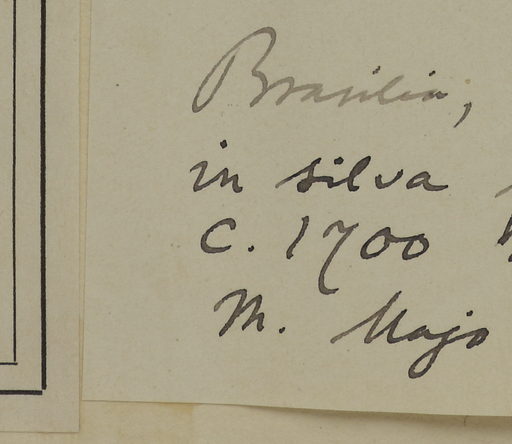 Brasilia,
in silva
C. 1700
M. Majo